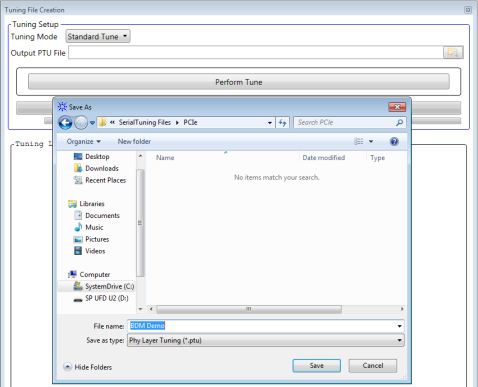 Tuning File Creation
Tuning Setup
Tuning Mode Standard Tune
Output PTU File
Perform Tune
Tuning
Save As
« SerialTuning Files PCIe Search PCIe
Organize New folder
Desktop Name Date modified Type
Downloads No items match your search.
Recent Places
Libraries
Documents
Music
Pictures
Videos
Computer
SystemDrive (C:)
SP UFD U2 (D:)
File name: BDM Demo
Save as type: Phy Layer Tuning (*.ptu)
Hide Folders Save Cancel